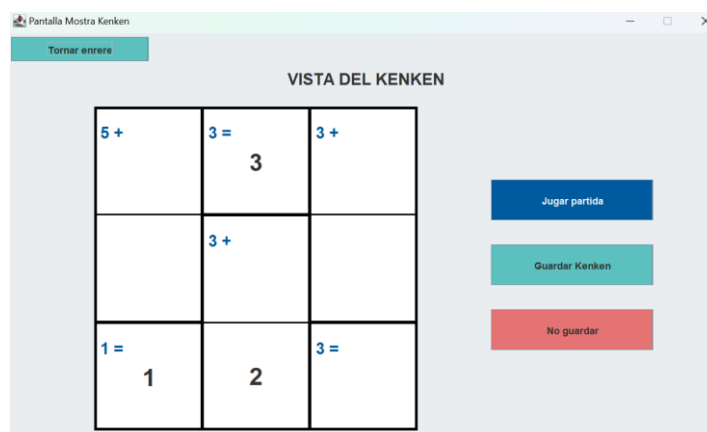 Pantalla Mostra Kenken
Tornar enrere
VISTA DEL KENKEN
5 +
3 =
3 +
3
Jugar partida
3 +
Guardar Kenken
No guardar
1 =
3 =
1
2